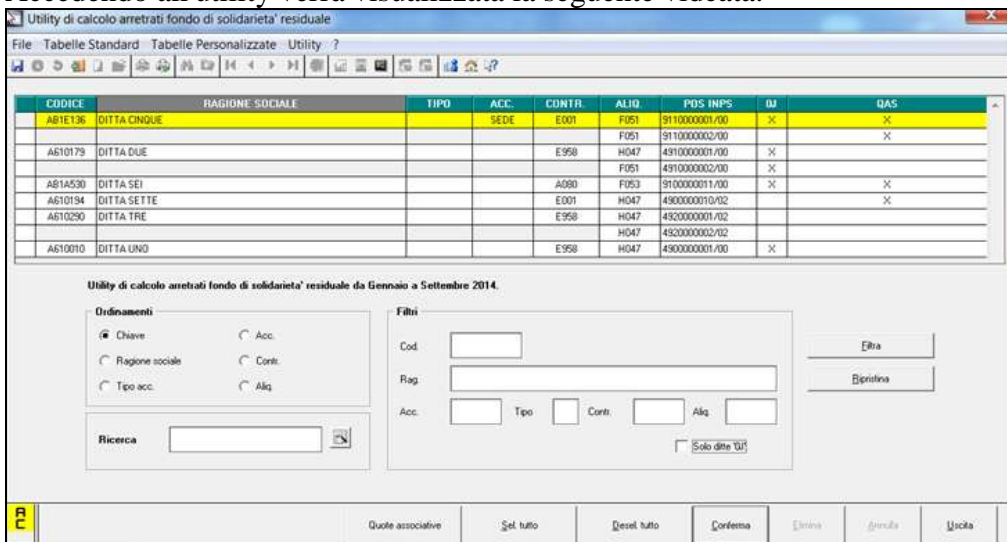 Accedendo all'utility verrà visualizzata la seguente videata:
Utility di calcolo arretrati fondo di solidarieta' residuale
File Tabelle Standard Tabelle Personalizzate Utility ?
CODICE RAGIONE SOCIALE TIPO ACC. CONTR. ALIQ. POS INPS 0J QAS
AB1E136 DITTA CINQUE SEDE E001 F051 9110000001/00 X X
F051 9110000002/00 X
A610179 DITTA DUE E958 H047 4910000001/00 X
F051 4910000002/00 X
AB1A530 DITTA SEI A080 F053 9100000011/00 X X
A610194 DITTA SETTE E001 H047 4900000010/02 X
A610290 DITTA TRE E958 H047 4920000001/02
H047 4920000002/02
A610010 DITTA UNO E958 H047 4900000001/00 X
Utility di calcolo arretrati fondo di solidarieta' residuale da Gennaio a Settembre 2014.
Ordinamenti
Chiave Acc.
Ragione sociale Contr.
Tipo acc. Aliq.
Ricerca
Filtri
Cod.
Rag.
Acc. Tipo Contr. Aliq.
Solo ditte '0J'
Filtra
Ripristina
AC
Quote associative Sel. tutto Desel. tutto Conferma Elimina Annulla Uscita